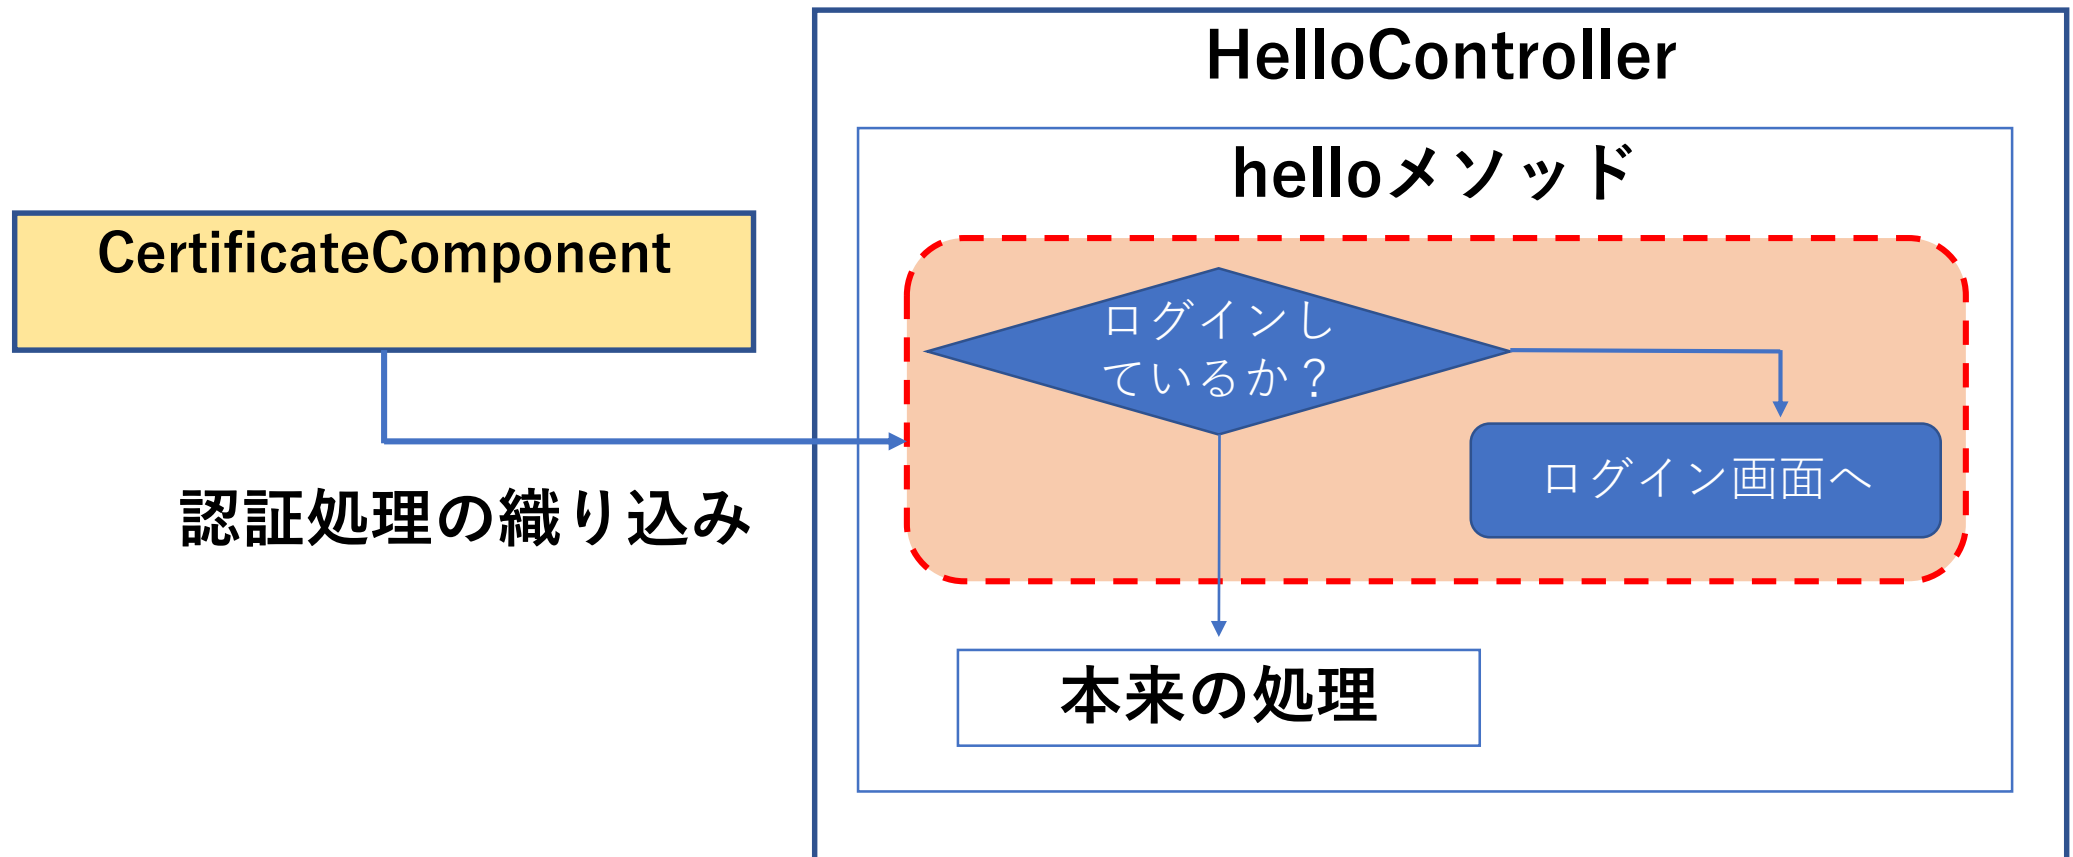 HelloController
helloメソッド
CertificateComponent
ログインし
ているか？
ログイン画面へ
認証処理の織り込み
本来の処理